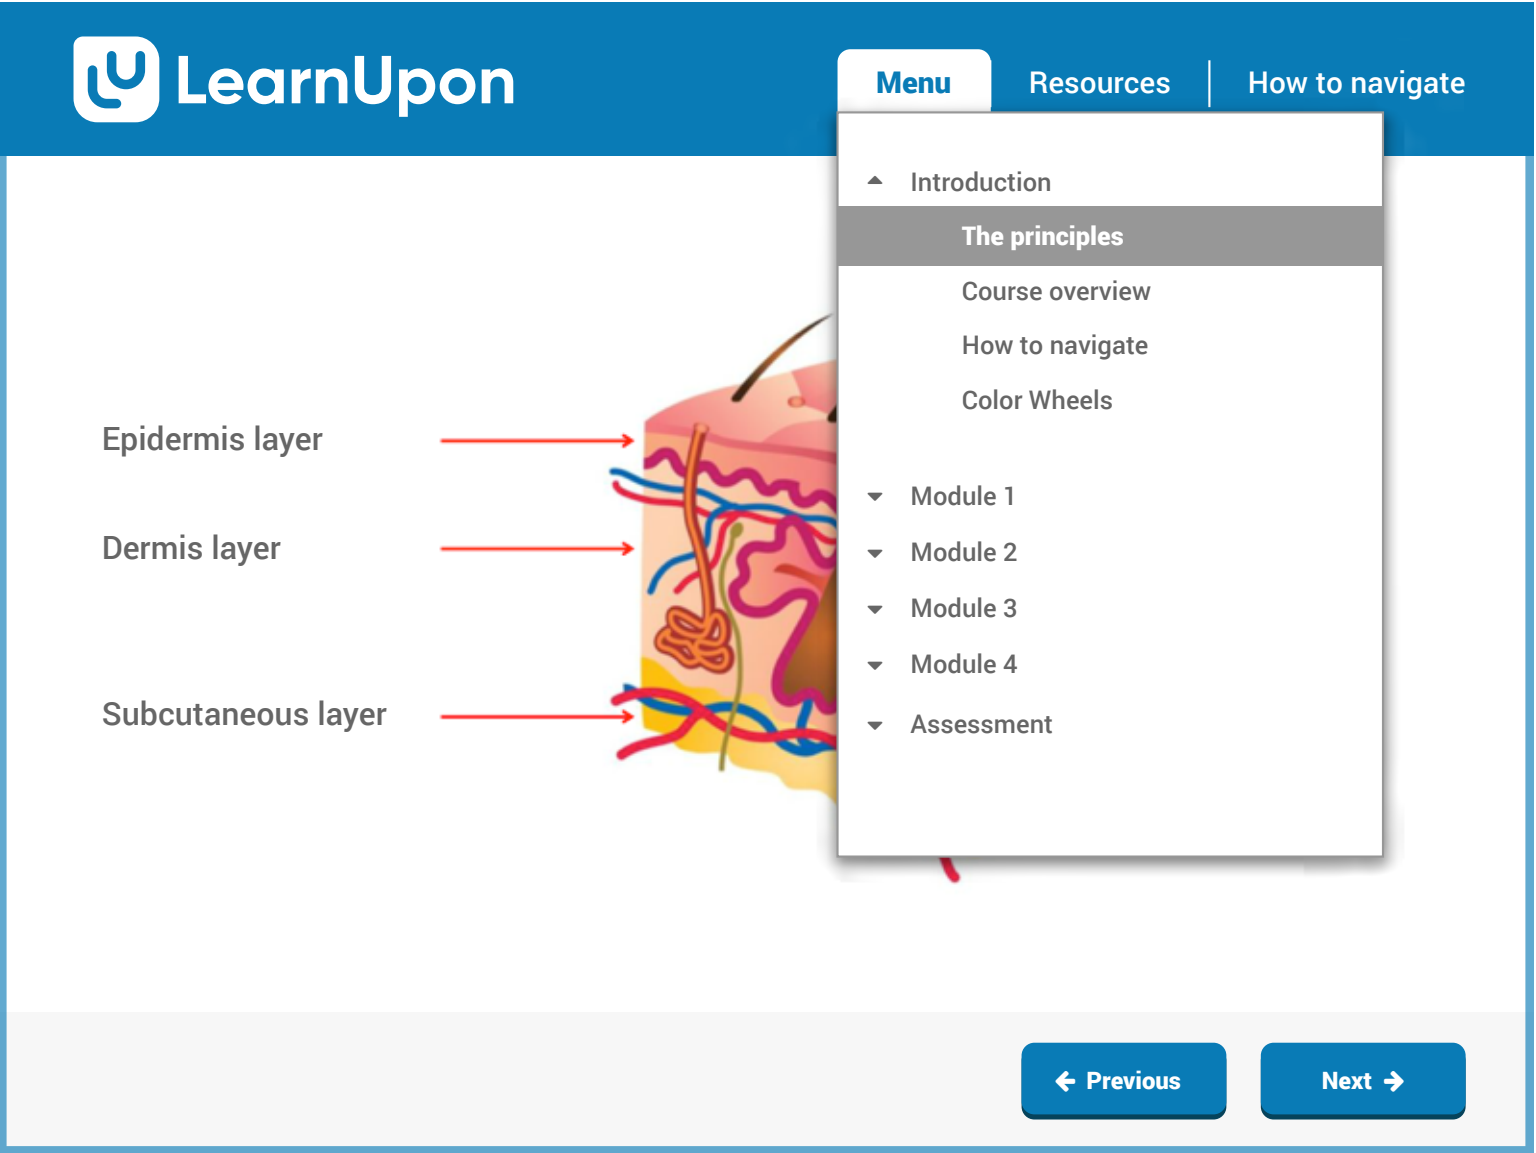 LearnUpon
Menu
Resources
How to navigate
Introduction
The principles
Course overview
How to navigate
Color Wheels
Module 1
Module 2
Module 3
Module 4
Assessment
Epidermis layer
Dermis layer
Subcutaneous layer
Previous
Next